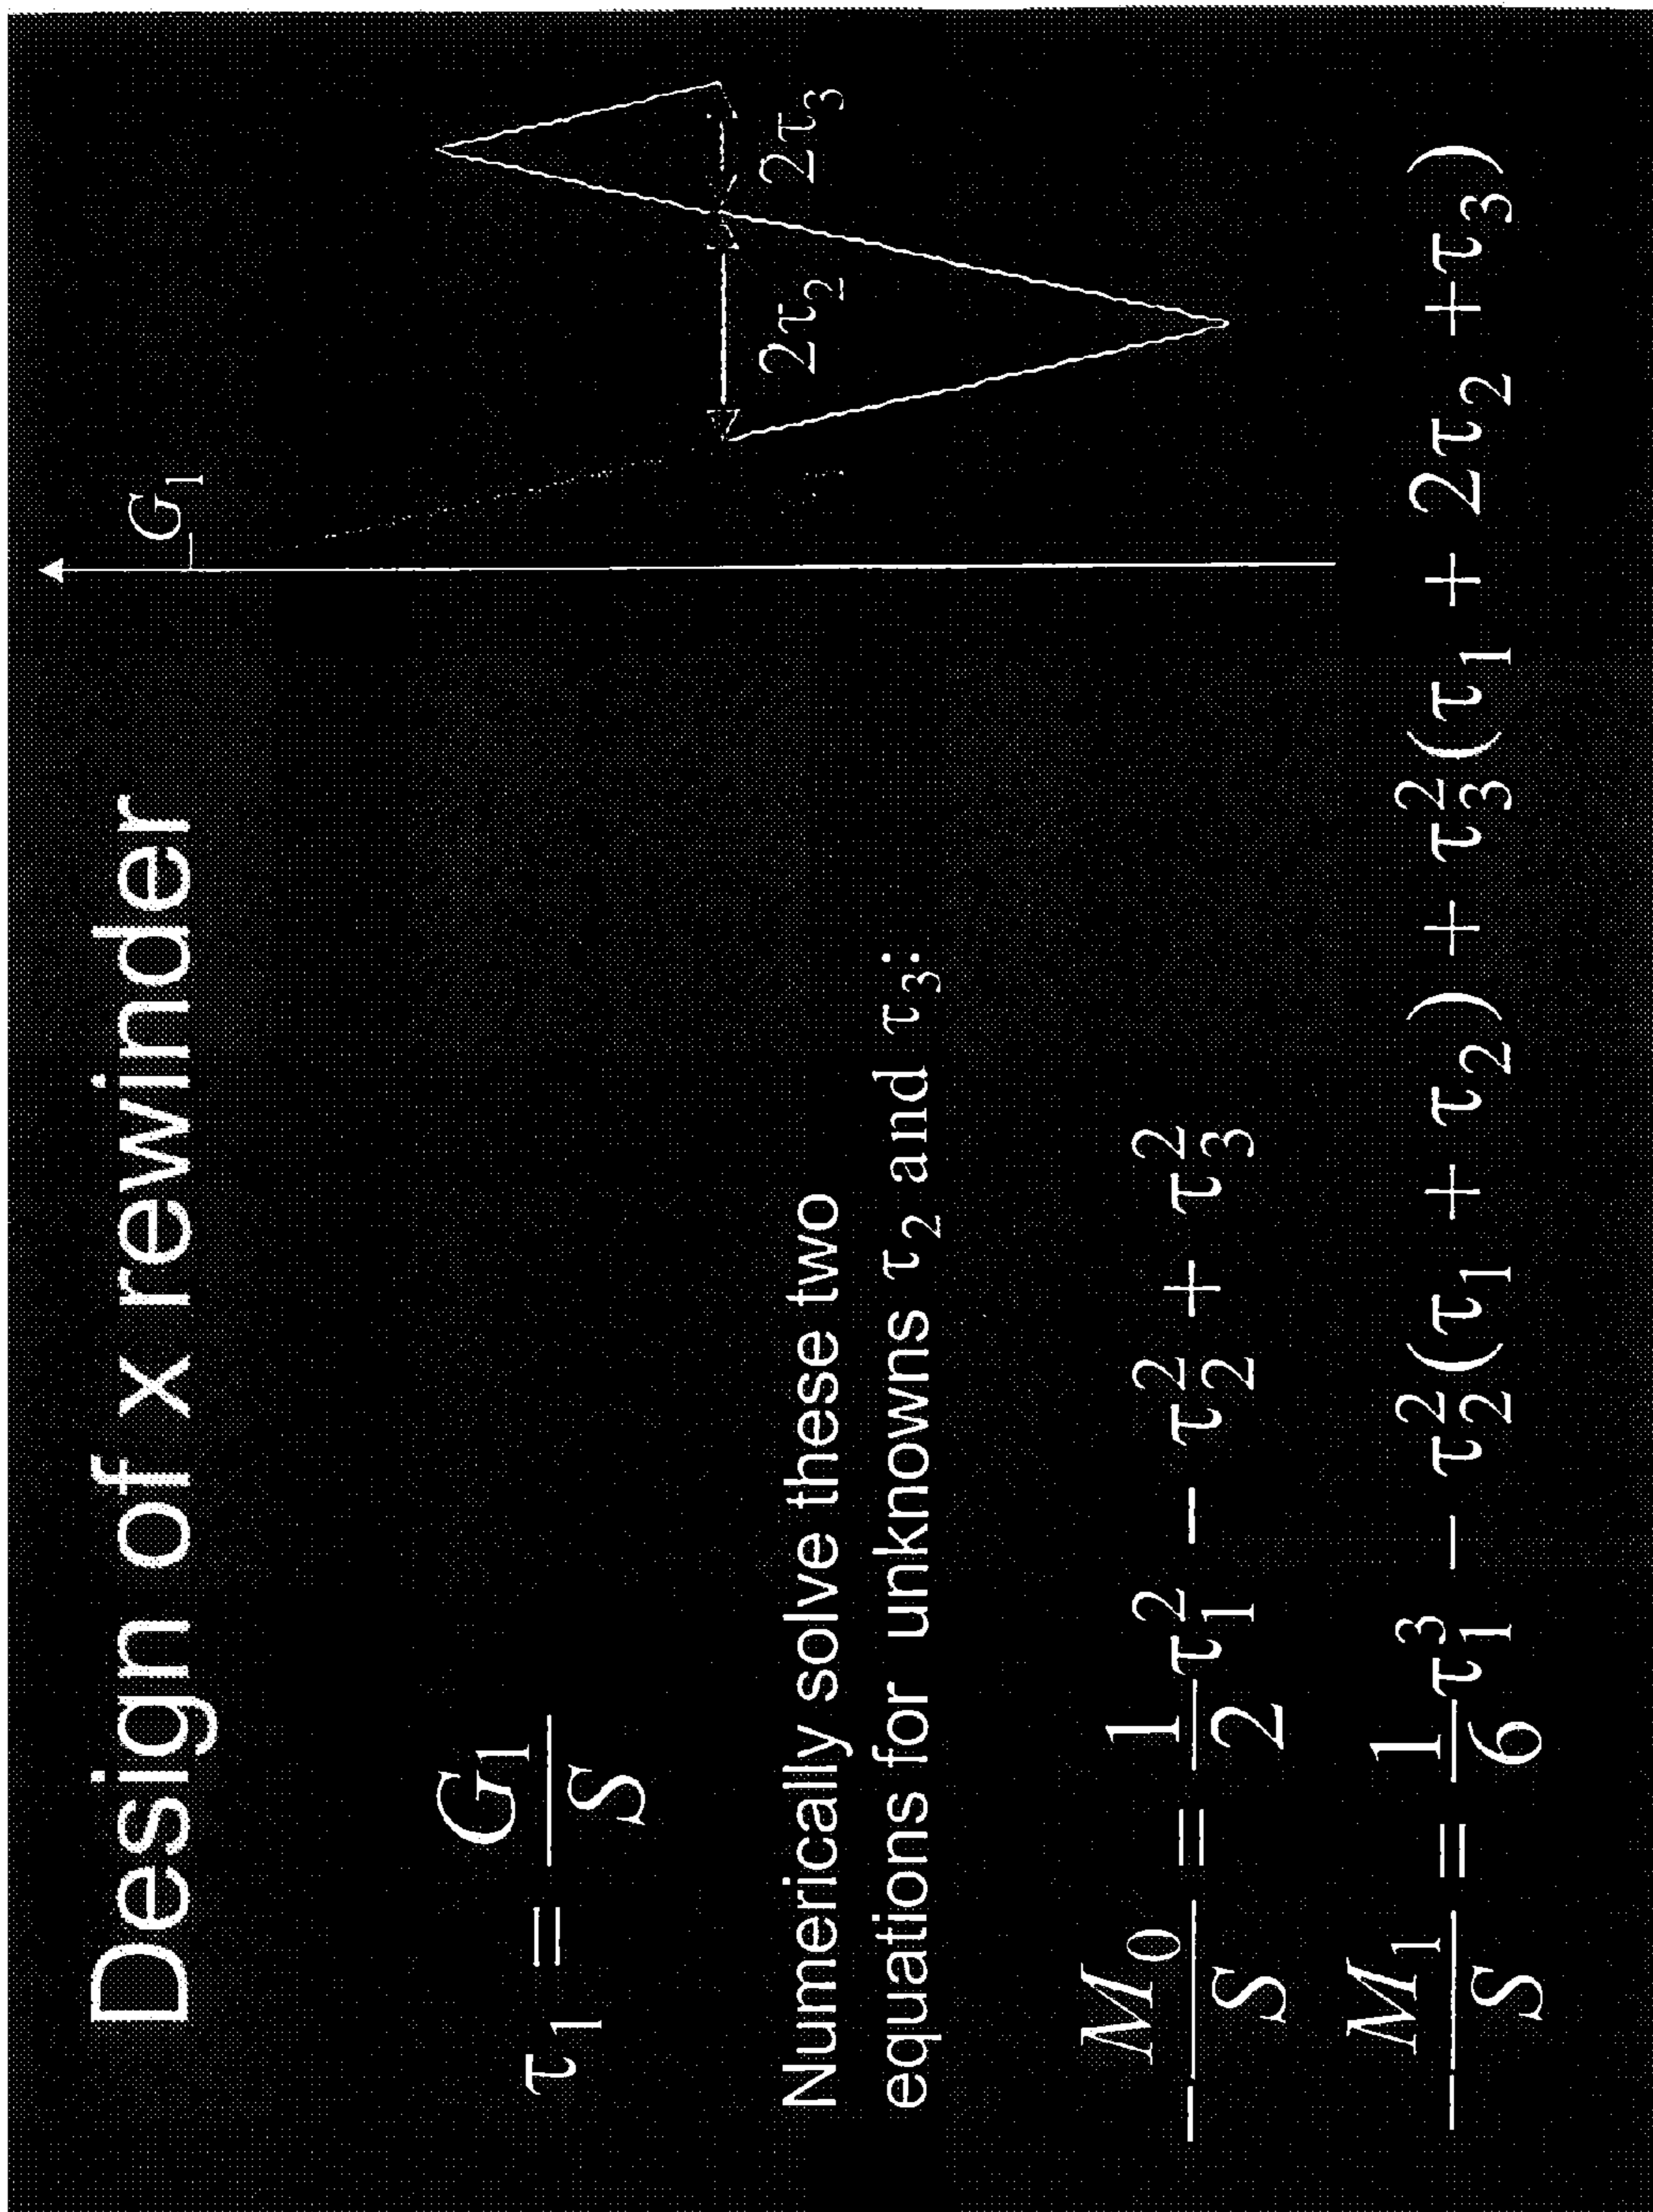 Design of x rewinder
G₁
τ₁ = G₁/S
2τ₂ 2τ₃
Numerically solve these two
equations for unknowns τ₂ and τ₃:
−M₀/S = 1/2 τ₁² − τ₂² + τ₃²
−M₁/S = 1/6 τ₁³ − τ₂²(τ₁ + τ₂) + τ₃²(τ₁ + 2τ₂ + τ₃)